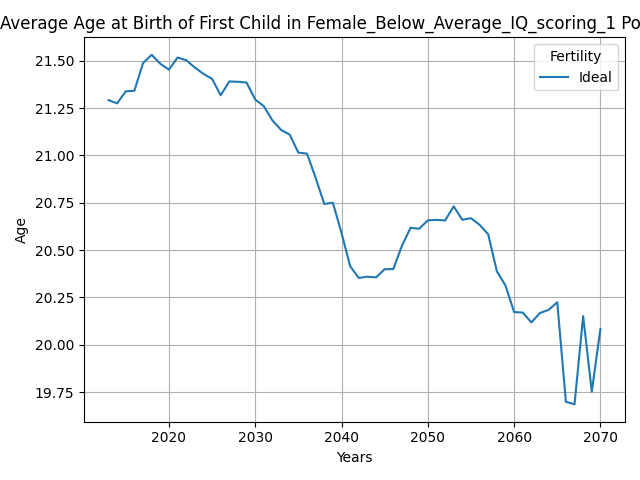 Average Age at Birth of First Child in Female_Below_Average_IQ_scoring_1 Po
Fertility
Ideal
21.50
21.25
21.00
20.75
20.50
20.25
20.00
19.75
Age
2020 2030 2040 2050 2060 2070
Years